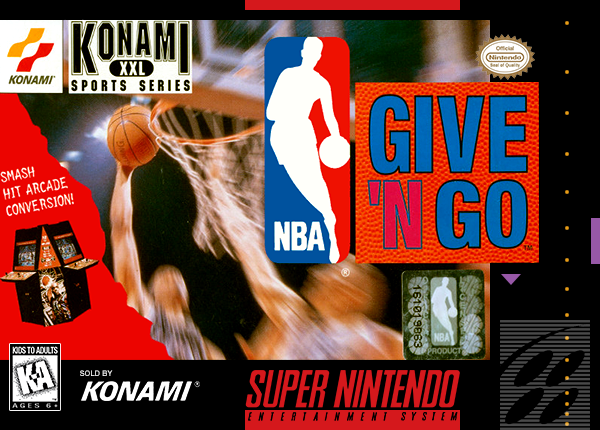 KONAMI
KONAMI
XXL
SPORTS SERIES
NBA
®
Official
Nintendo
Seal of Quality
GIVE
'N GO
TM
SMASH
HIT ARCADE
CONVERSION!
NBA
PRODUCT
KIDS TO ADULTS
K-A
AGES 6+
SOLD BY
KONAMI®
SUPER NINTENDO
ENTERTAINMENT SYSTEM